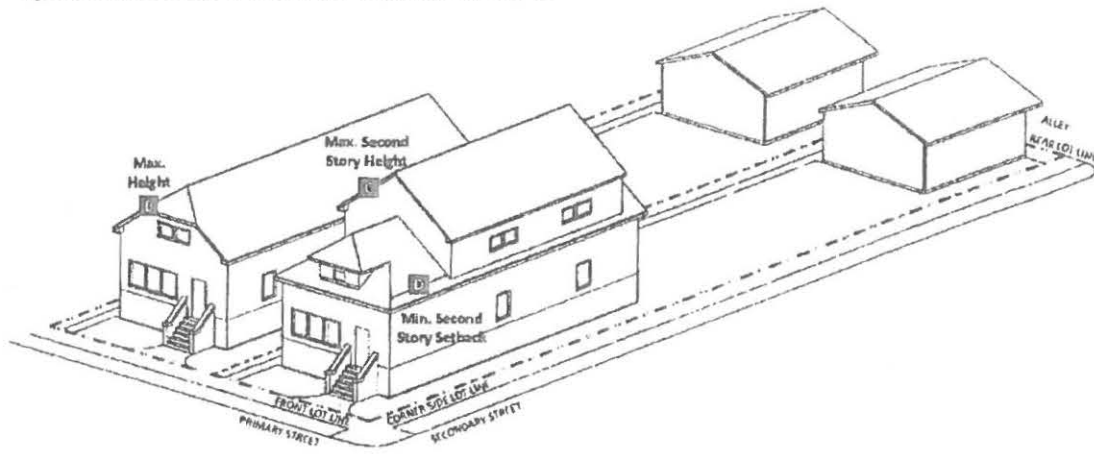 Max. Second
Story Height
Max.
Height
ALLEY
REAR LOT LINE
Min. Second
Story Setback
FRONT LOT LINE
CORNER SIDE LOT LINE
PRIMARY STREET
SECONDARY STREET